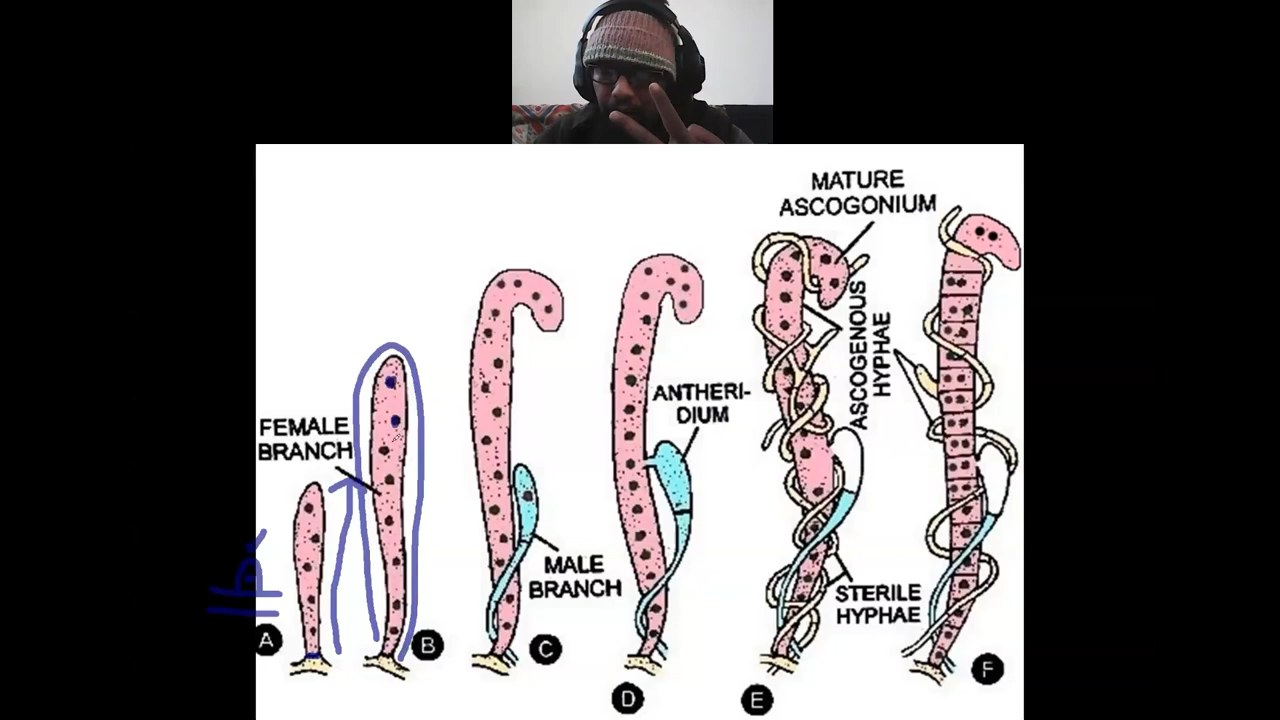 MATURE
ASCOGONIUM
FEMALE
BRANCH
ANTHERI-
DIUM
ASCOGENOUS
HYPHAE
MALE
BRANCH
STERILE
HYPHAE
A
B
C
D
E
F